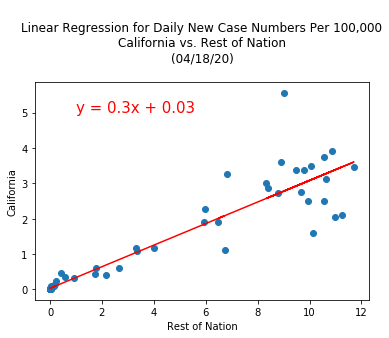 Linear Regression for Daily New Case Numbers Per 100,000
California vs. Rest of Nation
(04/18/20)
y = 0.3x + 0.03
5
4
3
2
1
0
California
0 2 4 6 8 10 12
Rest of Nation